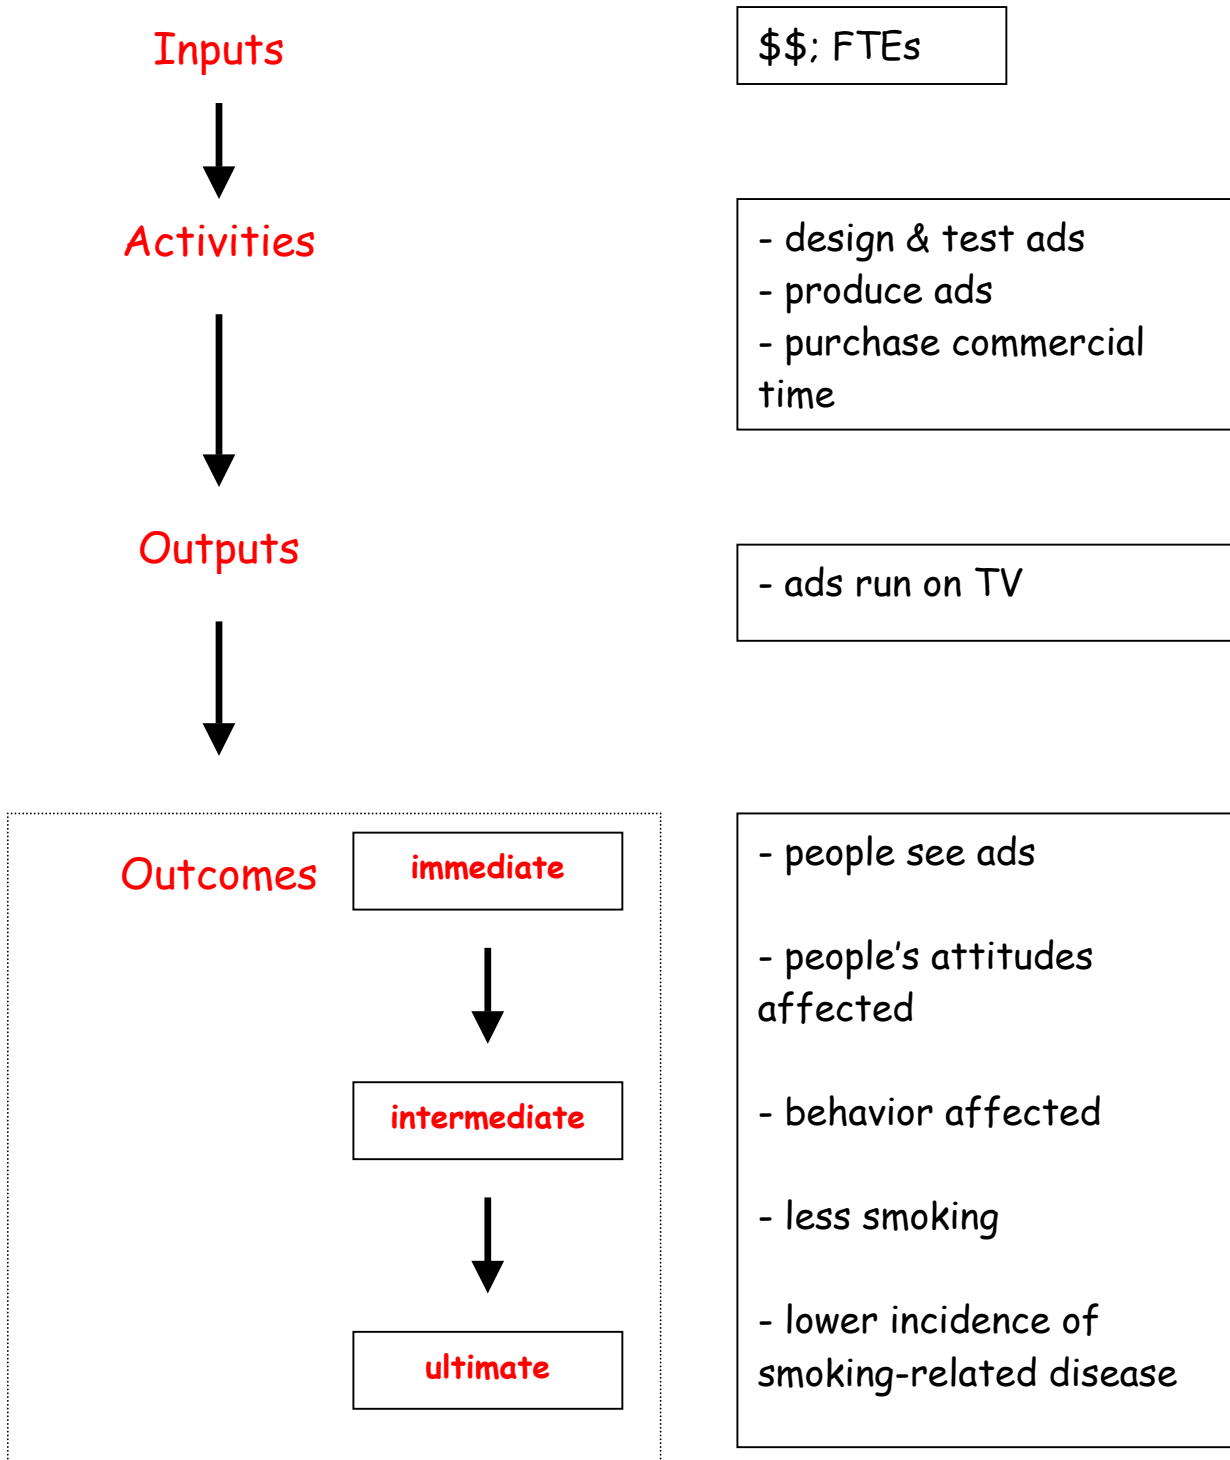 Inputs
$$; FTEs
Activities
- design & test ads
- produce ads
- purchase commercial
time
Outputs
- ads run on TV
Outcomes
immediate
intermediate
ultimate
- people see ads
- people’s attitudes
affected
- behavior affected
- less smoking
- lower incidence of
smoking-related disease